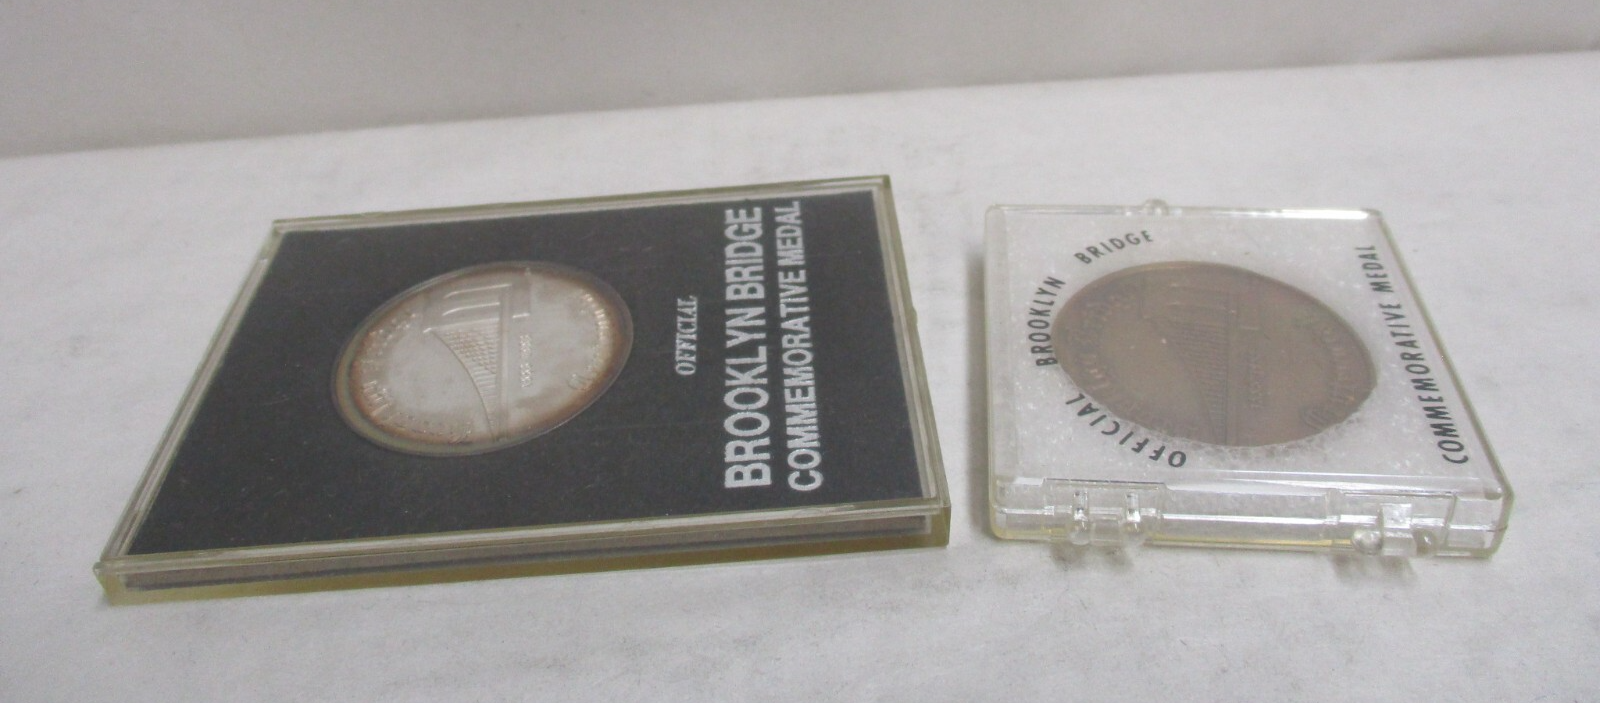 OFFICIAL
BROOKLYN BRIDGE
COMMEMORATIVE MEDAL
OFFICIAL BROOKLYN BRIDGE
COMMEMORATIVE MEDAL